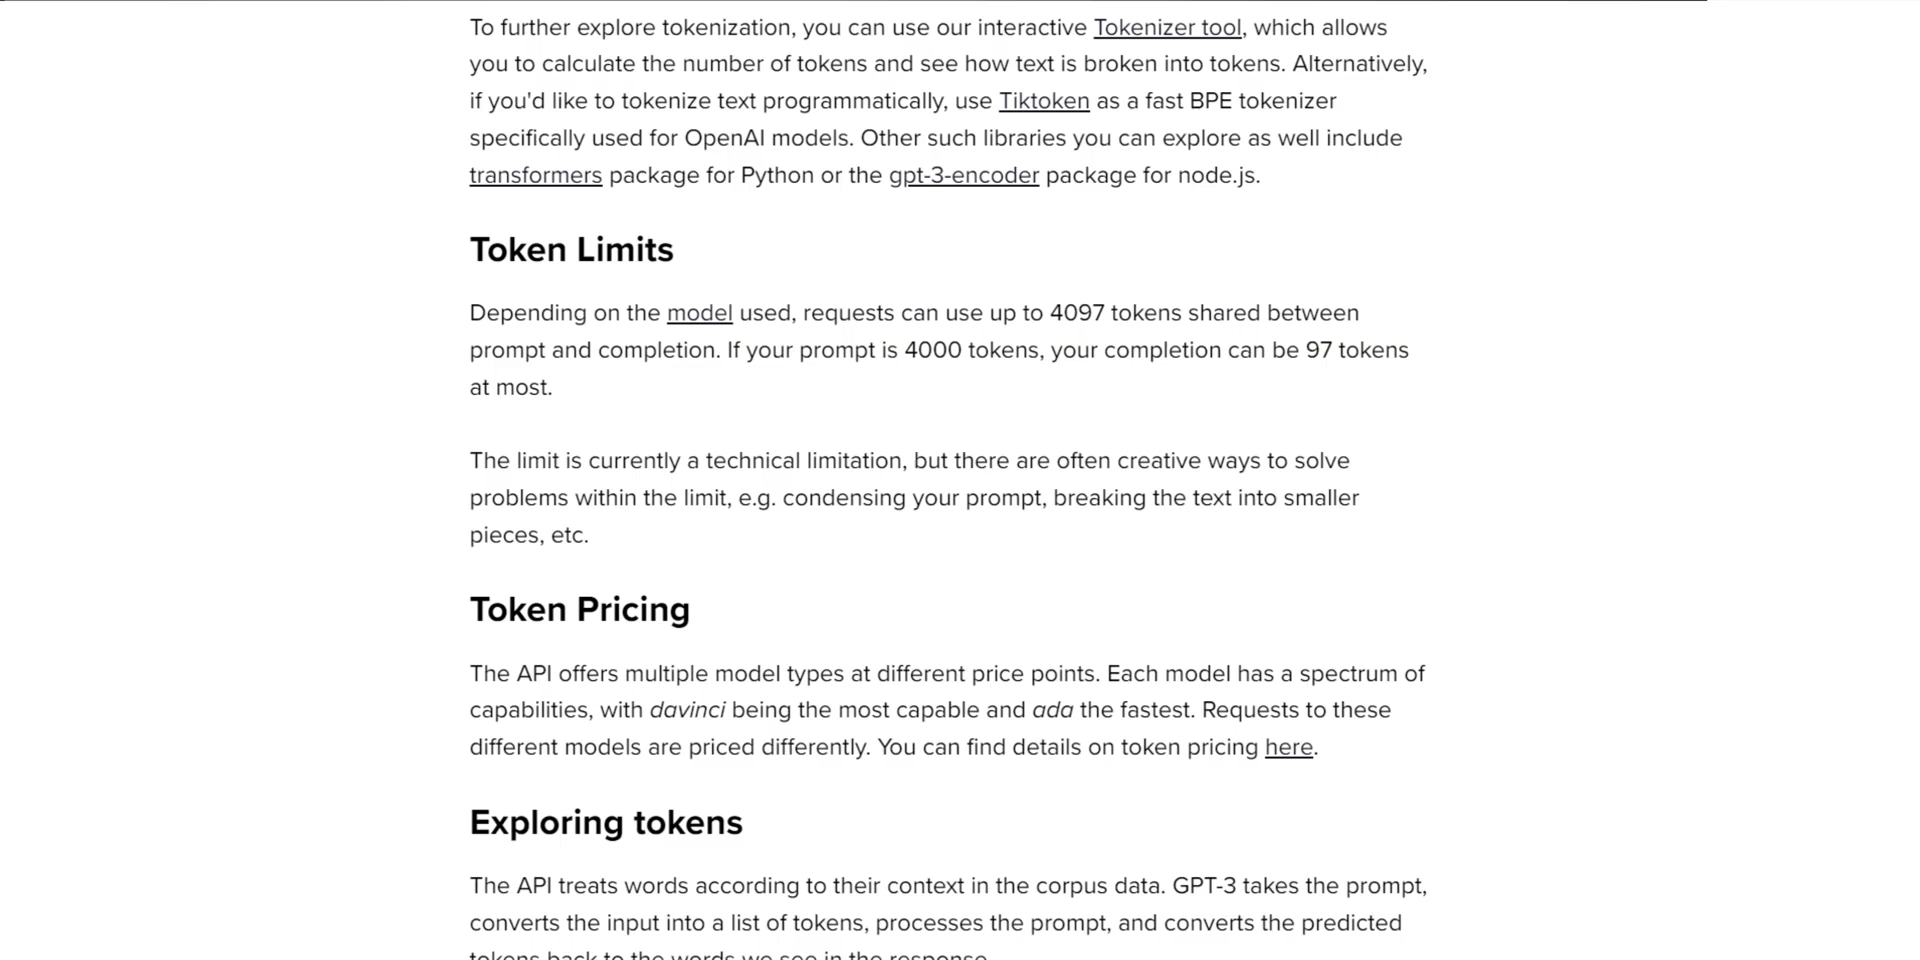 To further explore tokenization, you can use our interactive Tokenizer tool, which allows
you to calculate the number of tokens and see how text is broken into tokens. Alternatively,
if you'd like to tokenize text programmatically, use Tiktoken as a fast BPE tokenizer
specifically used for OpenAI models. Other such libraries you can explore as well include
transformers package for Python or the gpt-3-encoder package for node.js.
Token Limits
Depending on the model used, requests can use up to 4097 tokens shared between
prompt and completion. If your prompt is 4000 tokens, your completion can be 97 tokens
at most.
The limit is currently a technical limitation, but there are often creative ways to solve
problems within the limit, e.g. condensing your prompt, breaking the text into smaller
pieces, etc.
Token Pricing
The API offers multiple model types at different price points. Each model has a spectrum of
capabilities, with davinci being the most capable and ada the fastest. Requests to these
different models are priced differently. You can find details on token pricing here.
Exploring tokens
The API treats words according to their context in the corpus data. GPT-3 takes the prompt,
converts the input into a list of tokens, processes the prompt, and converts the predicted
tokens back to the words we see in the response.